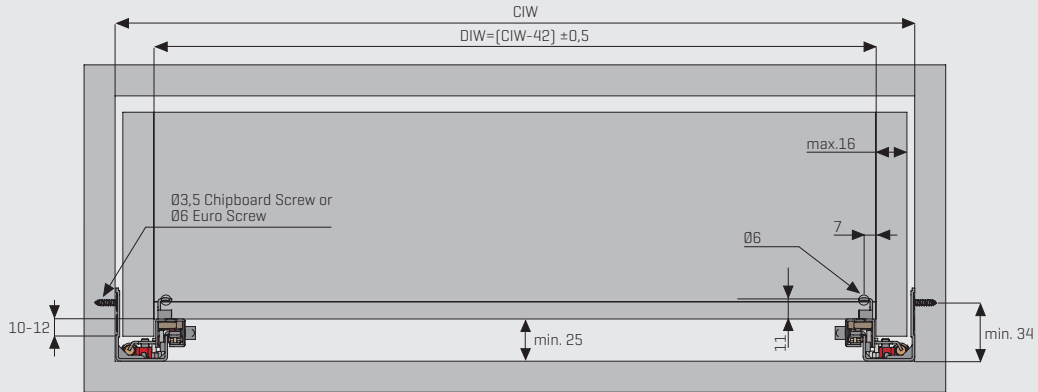 CIW
DIW=(CIW-42) ±0,5
max.16
Ø3,5 Chipboard Screw or
Ø6 Euro Screw
7
Ø6
10-12
min. 25
11
min. 34